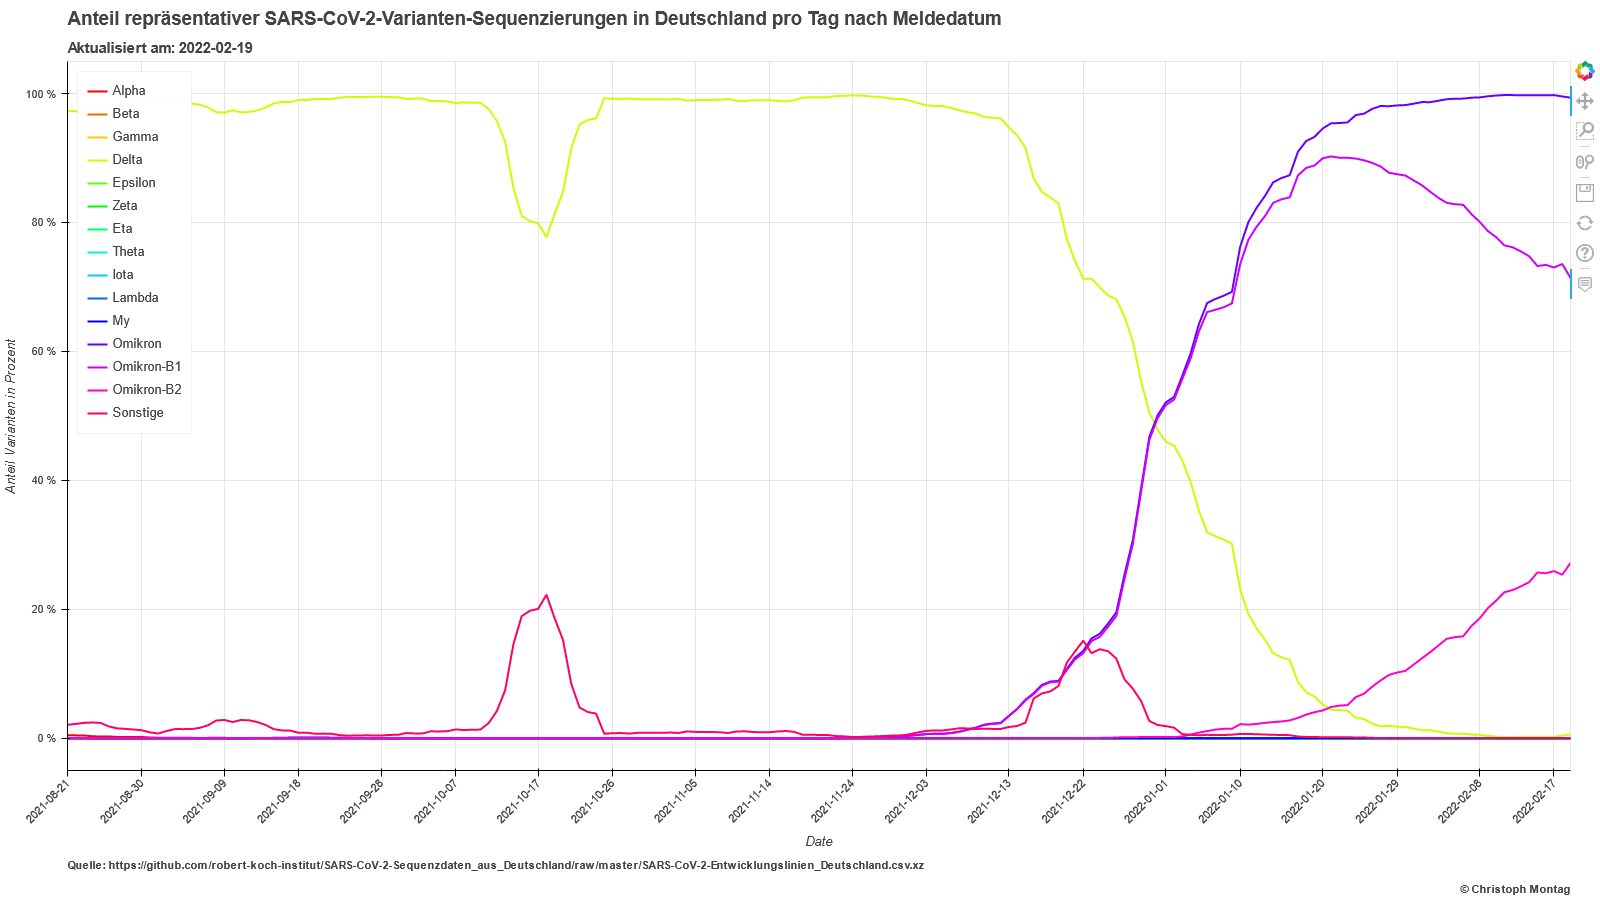 Anteil repräsentativer SARS-CoV-2-Varianten-Sequenzierungen in Deutschland pro Tag nach Meldedatum
Aktualisiert am: 2022-02-19
Alpha
Beta
Gamma
Delta
Epsilon
Zeta
Eta
Theta
Iota
Lambda
My
Omikron
Omikron-B1
Omikron-B2
Sonstige
Anteil Varianten in Prozent
100 %
80 %
60 %
40 %
20 %
0 %
2021-08-21
2021-08-30
2021-09-09
2021-09-18
2021-09-28
2021-10-07
2021-10-17
2021-10-26
2021-11-05
2021-11-14
2021-11-24
2021-12-03
2021-12-13
2021-12-22
2022-01-01
2022-01-10
2022-01-20
2022-01-29
2022-02-08
2022-02-17
Date
Quelle: https://github.com/robert-koch-institut/SARS-CoV-2-Sequenzdaten_aus_Deutschland/raw/master/SARS-CoV-2-Entwicklungslinien_Deutschland.csv.xz
© Christoph Montag